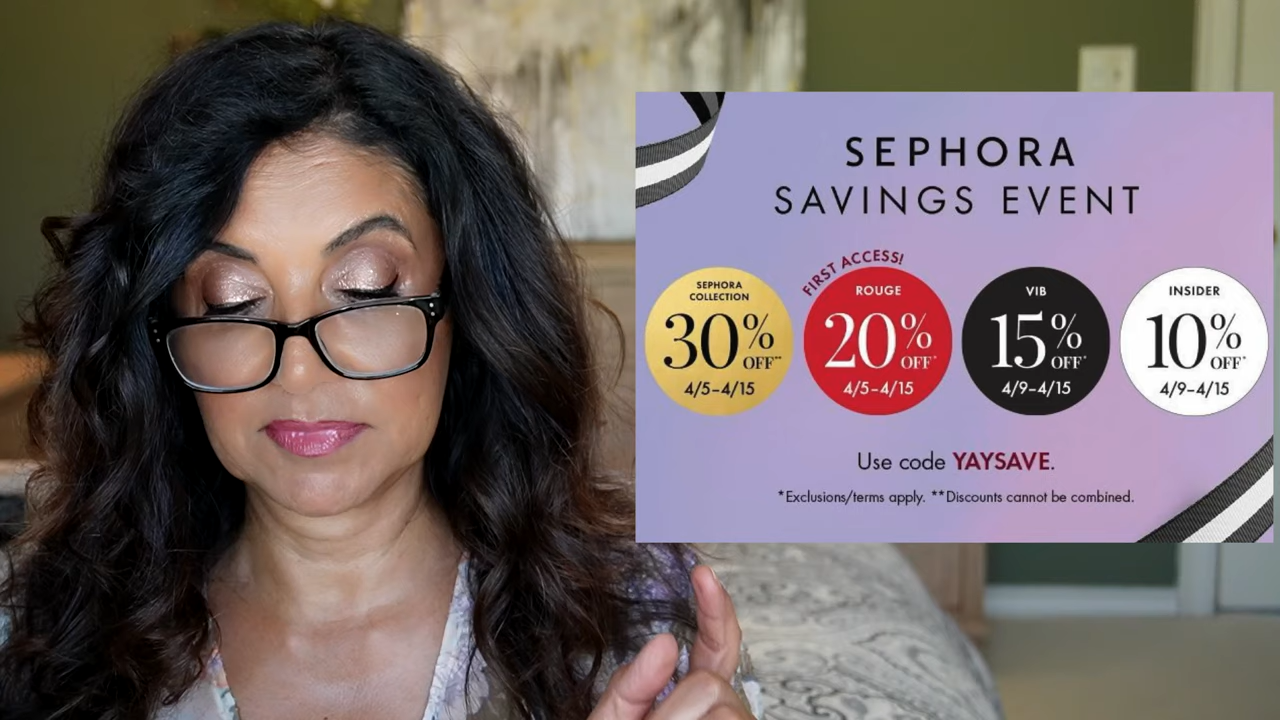 SEPHORA
SAVINGS EVENT
SEPHORA
COLLECTION
30% OFF**
4/5–4/15
FIRST ACCESS!
ROUGE
20% OFF*
4/5–4/15
VIB
15% OFF*
4/9–4/15
INSIDER
10% OFF*
4/9–4/15
Use code YAYSAVE.
*Exclusions/terms apply. **Discounts cannot be combined.